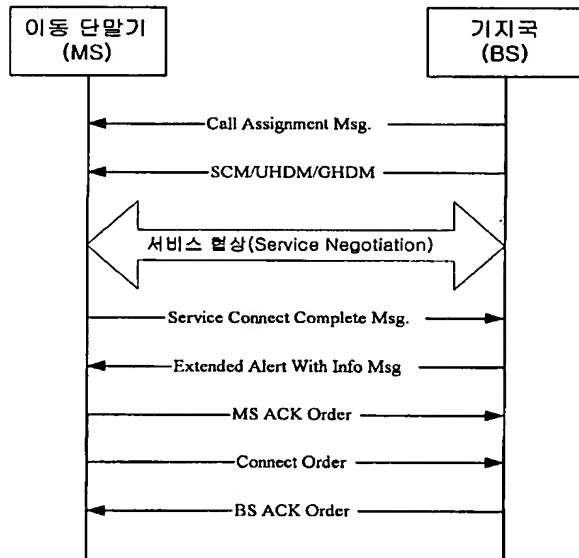 이동 단말기
(MS)
기지국
(BS)
Call Assignment Msg.
SCM/UHDM/GHDM
서비스 협상(Service Negotiation)
Service Connect Complete Msg.
Extended Alert With Info Msg
MS ACK Order
Connect Order
BS ACK Order